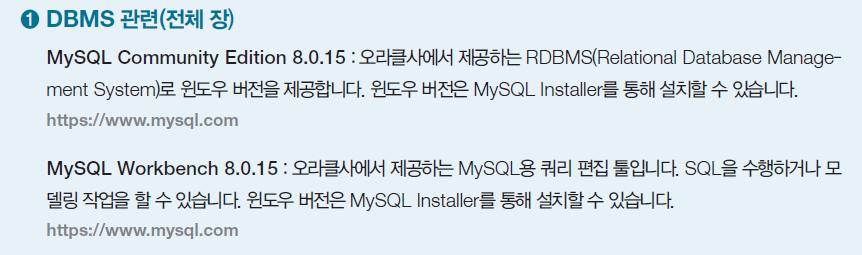 ❶ DBMS 관련(전체 장)
MySQL Community Edition 8.0.15 : 오라클사에서 제공하는 RDBMS(Relational Database Manage-
ment System)로 윈도우 버전을 제공합니다. 윈도우 버전은 MySQL Installer를 통해 설치할 수 있습니다.
https://www.mysql.com
MySQL Workbench 8.0.15 : 오라클사에서 제공하는 MySQL용 쿼리 편집 툴입니다. SQL을 수행하거나 모
델링 작업을 할 수 있습니다. 윈도우 버전은 MySQL Installer를 통해 설치할 수 있습니다.
https://www.mysql.com